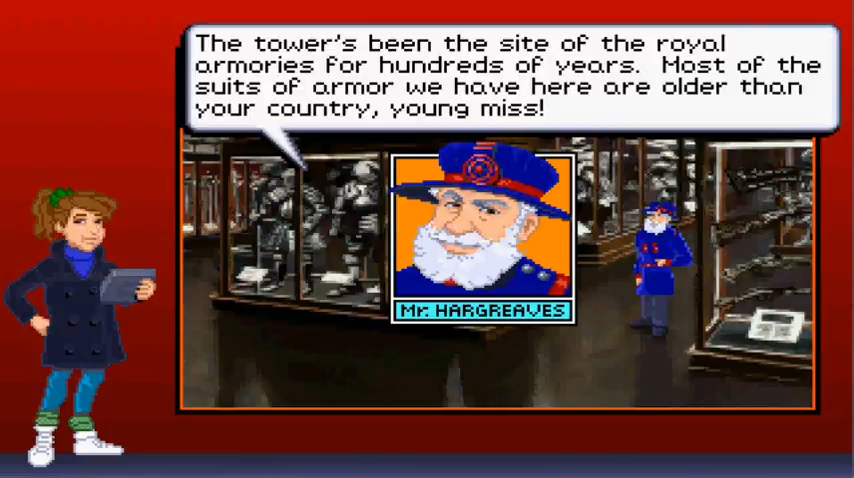 The tower's been the site of the royal
armories for hundreds of years.  Most of the
suits of armor we have here are older than
your country, young miss!
Mr. HARGREAVES